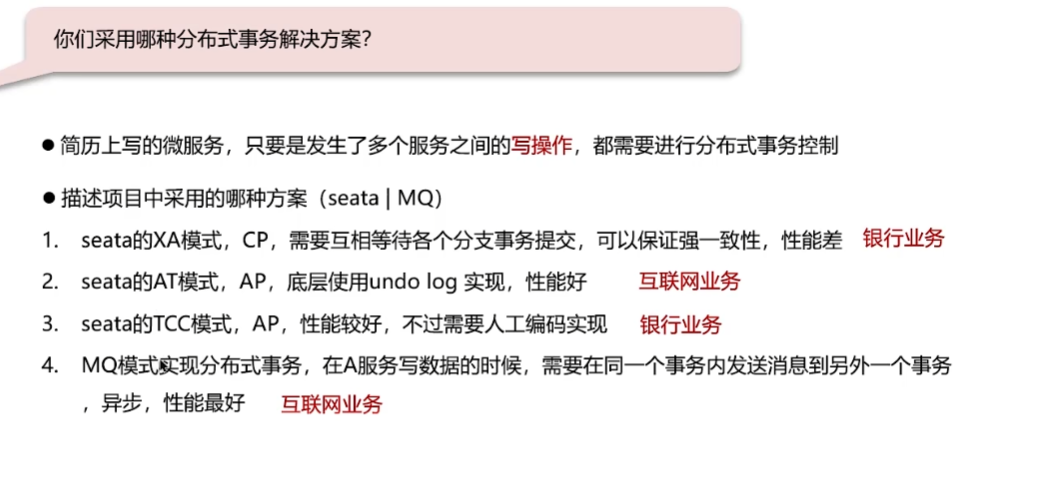 你们采用哪种分布式事务解决方案？
● 简历上写的微服务，只要是发生了多个服务之间的写操作，都需要进行分布式事务控制
● 描述项目中采用的哪种方案（seata | MQ）
1. seata的XA模式，CP，需要互相等待各个分支事务提交，可以保证强一致性，性能差 银行业务
2. seata的AT模式，AP，底层使用undo log 实现，性能好 互联网业务
3. seata的TCC模式，AP，性能较好，不过需要人工编码实现 银行业务
4. MQ模式实现分布式事务，在A服务写数据的时候，需要在同一个事务内发送消息到另外一个事务
，异步，性能最好 互联网业务